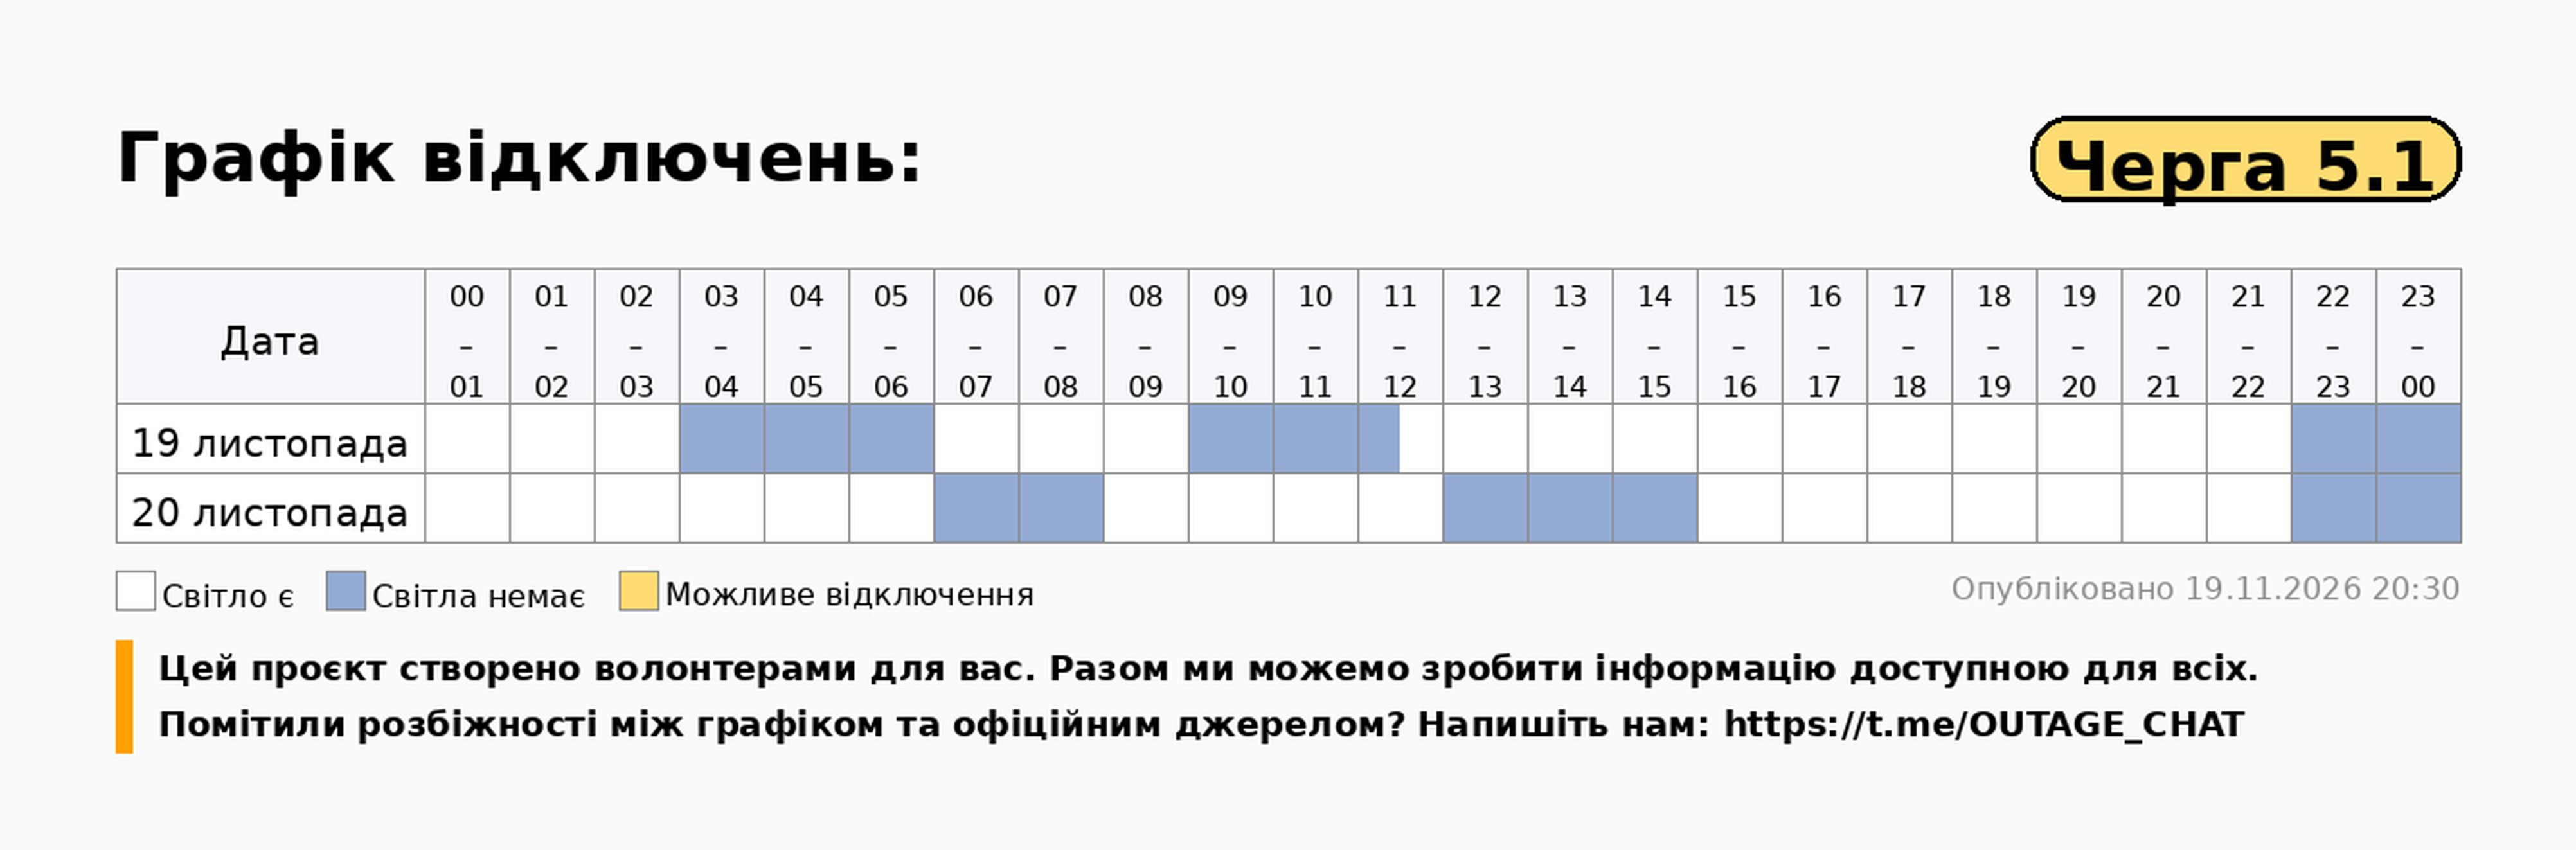 Графік відключень:
Черга 5.1
Дата
00 – 01
01 – 02
02 – 03
03 – 04
04 – 05
05 – 06
06 – 07
07 – 08
08 – 09
09 – 10
10 – 11
11 – 12
12 – 13
13 – 14
14 – 15
15 – 16
16 – 17
17 – 18
18 – 19
19 – 20
20 – 21
21 – 22
22 – 23
23 – 00
19 листопада
20 листопада
Світло є
Світла немає
Можливе відключення
Опубліковано 19.11.2026 20:30
Цей проєкт створено волонтерами для вас. Разом ми можемо зробити інформацію доступною для всіх.
Помітили розбіжності між графіком та офіційним джерелом? Напишіть нам: https://t.me/OUTAGE_CHAT